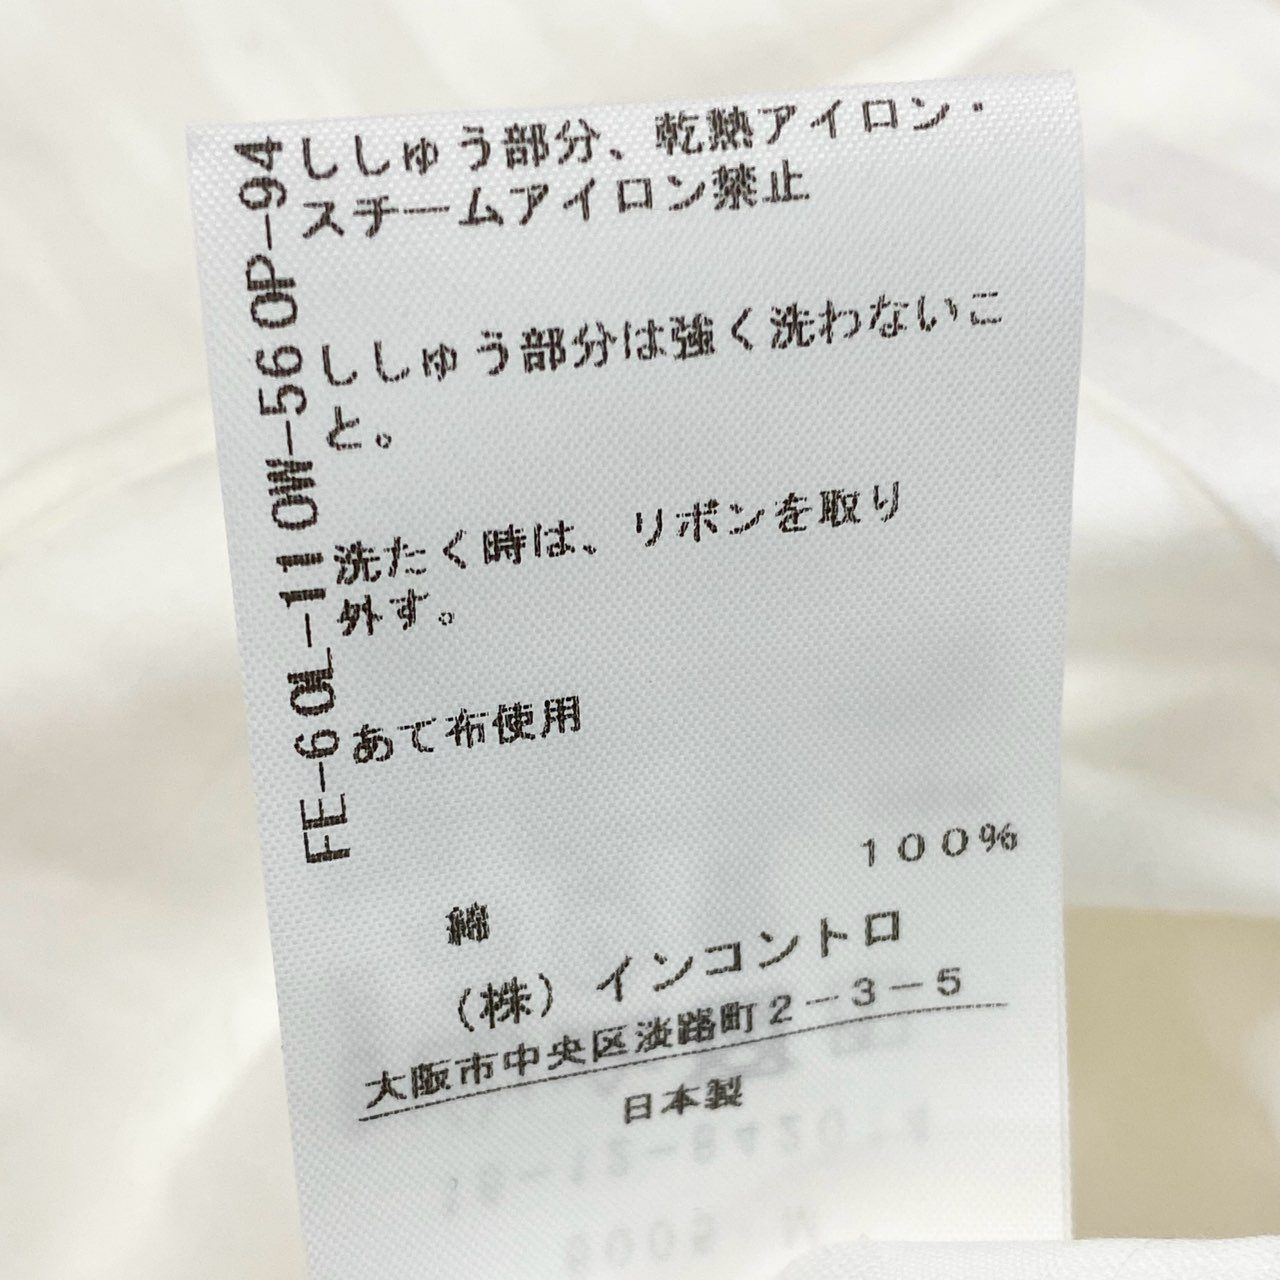 ししゅう部分、乾熱アイロン・
スチームアイロン禁止
ししゅう部分は強く洗わないこ
と。
洗たく時は、リボンを取り
外す。
あて布使用
FE-60L-110W-560P-94
100%
綿
(株)インコントロ
大阪市中央区淡路町2-3-5
日本製